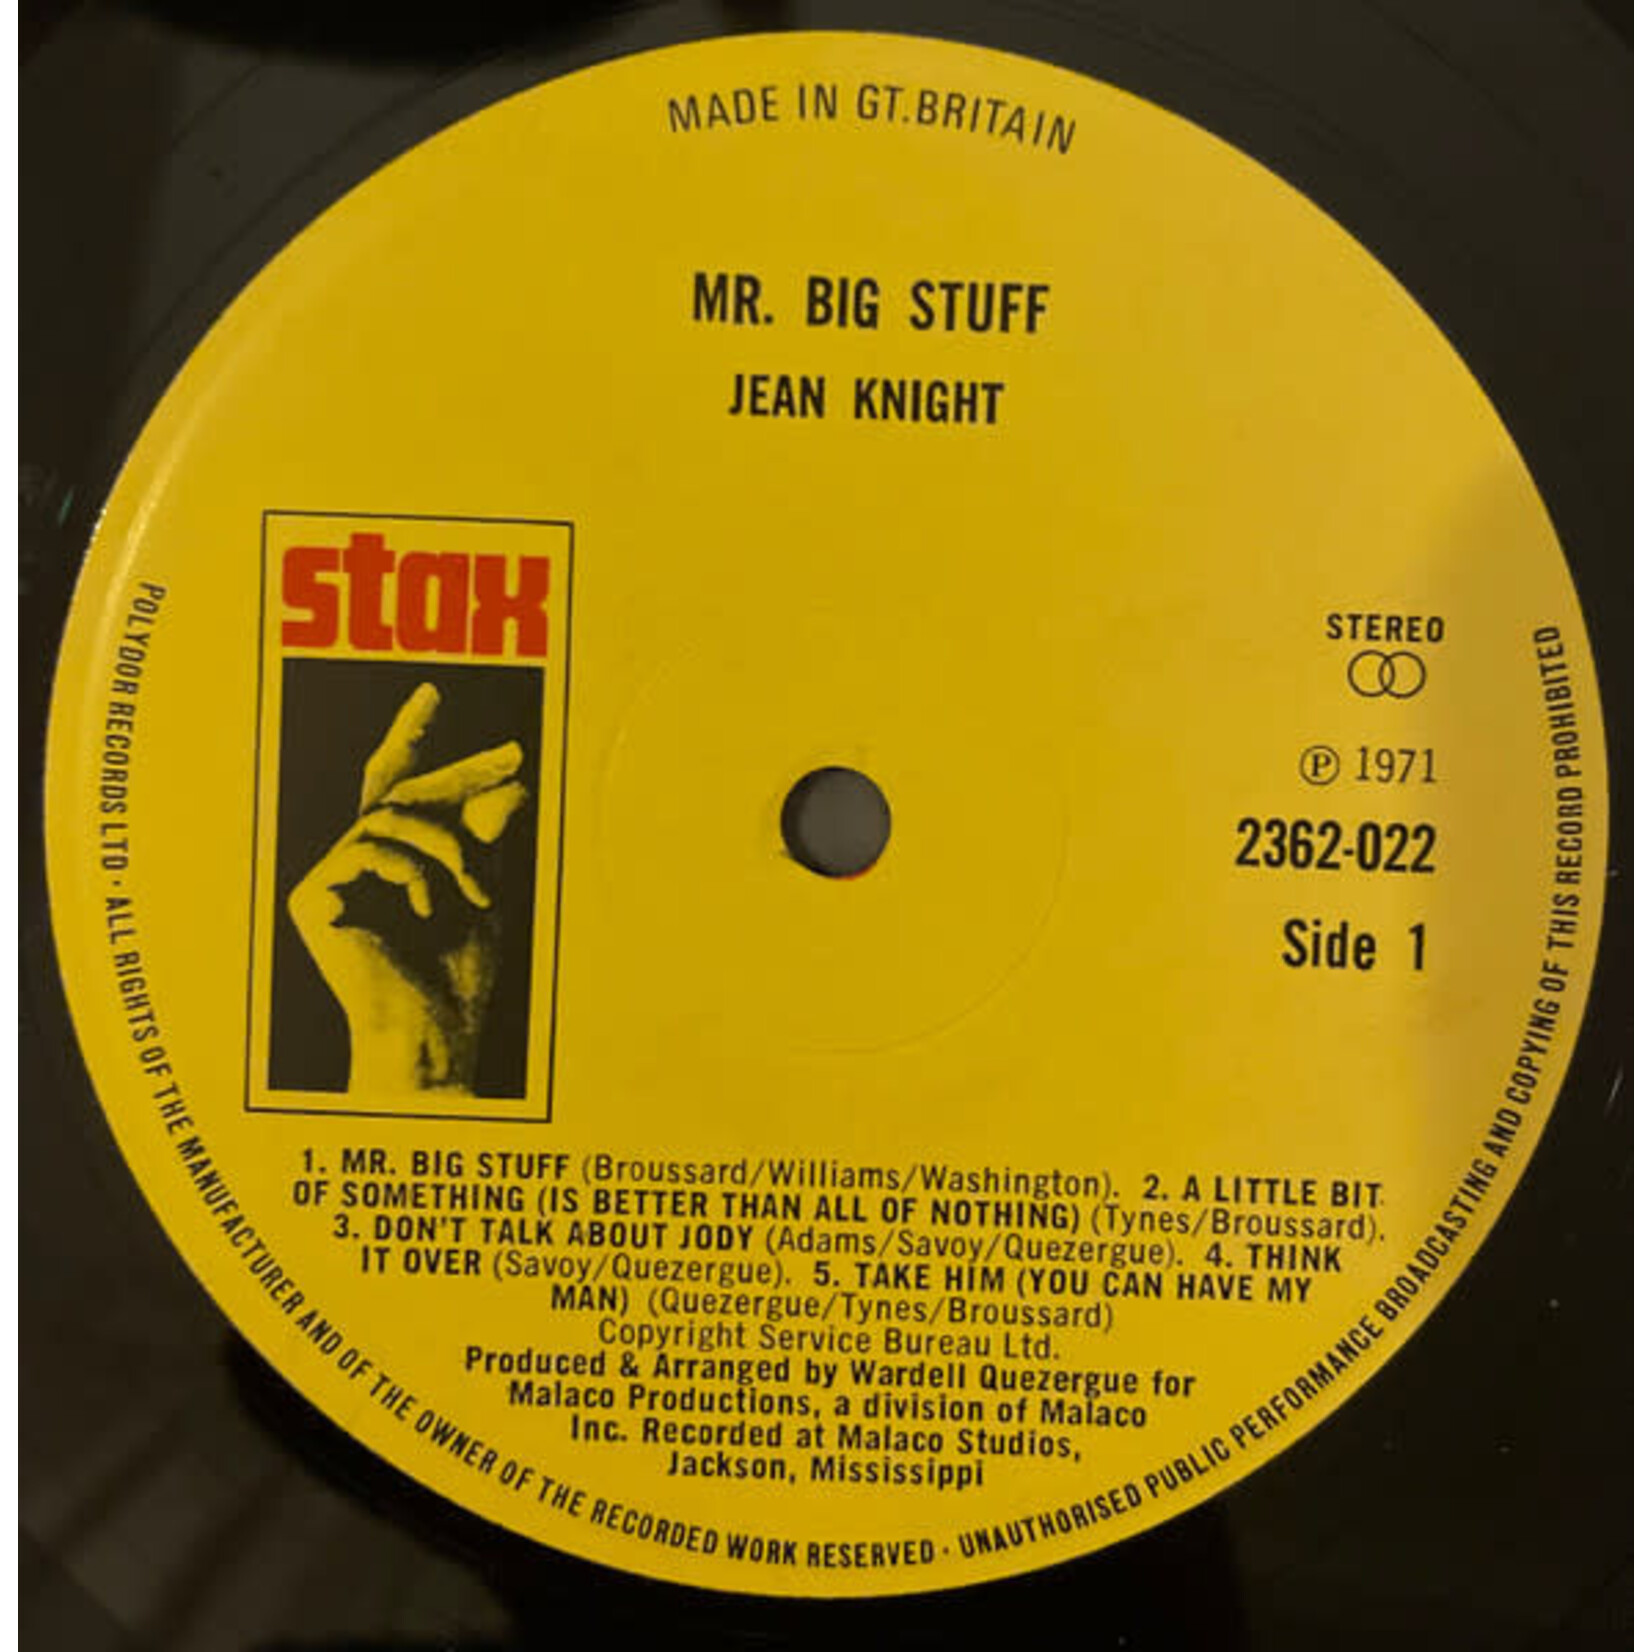 MADE IN GT.BRITAIN
MR. BIG STUFF
JEAN KNIGHT
stax
STEREO
℗ 1971
2362-022
Side 1
1. MR. BIG STUFF (Broussard/Williams/Washington). 2. A LITTLE BIT
OF SOMETHING (IS BETTER THAN ALL OF NOTHING) (Tynes/Broussard).
3. DON'T TALK ABOUT JODY (Adams/Savoy/Quezergue). 4. THINK
IT OVER (Savoy/Quezergue). 5. TAKE HIM (YOU CAN HAVE MY
MAN) (Quezergue/Tynes/Broussard)
Copyright Service Bureau Ltd.
Produced & Arranged by Wardell Quezergue for
Malaco Productions, a division of Malaco
Inc. Recorded at Malaco Studios,
Jackson, Mississippi
POLYDOR RECORDS LTD · ALL RIGHTS OF THE MANUFACTURER AND OF THE OWNER OF THE RECORDED WORK RESERVED · UNAUTHORISED PUBLIC PERFORMANCE BROADCASTING AND COPYING OF THIS RECORD PROHIBITED